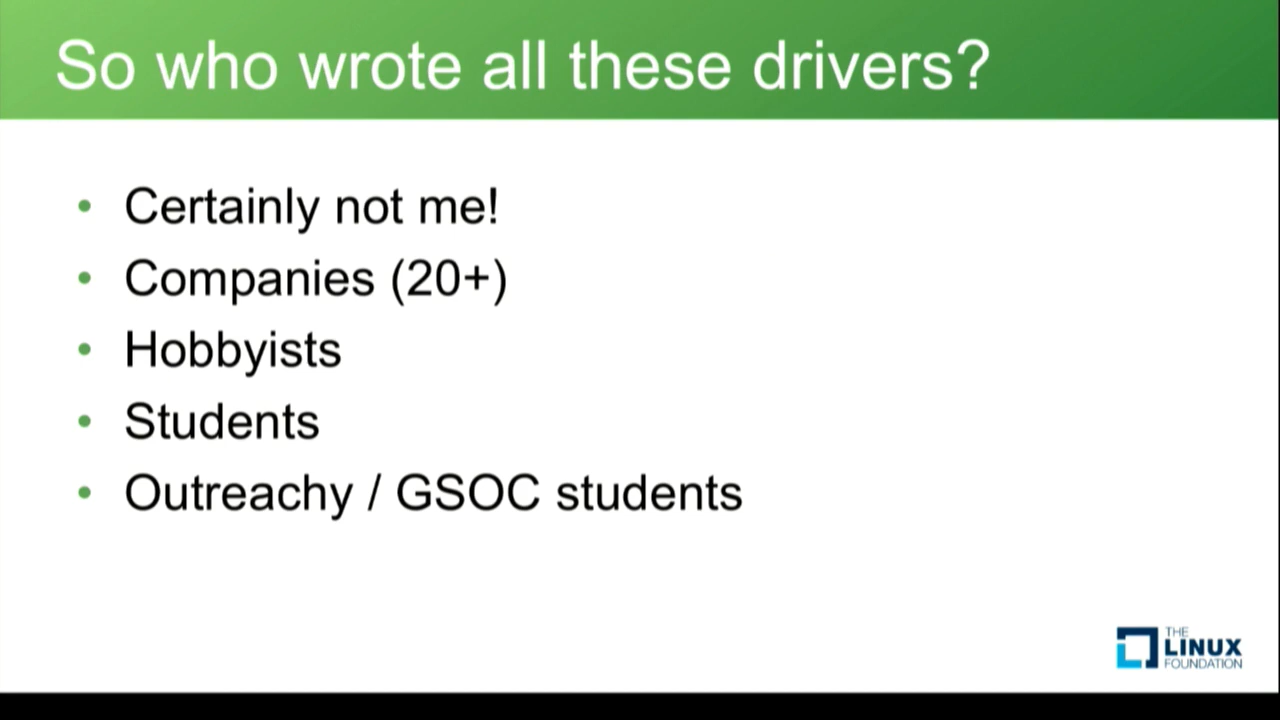 So who wrote all these drivers?
• Certainly not me!
• Companies (20+)
• Hobbyists
• Students
• Outreachy / GSOC students
THE
LINUX
FOUNDATION